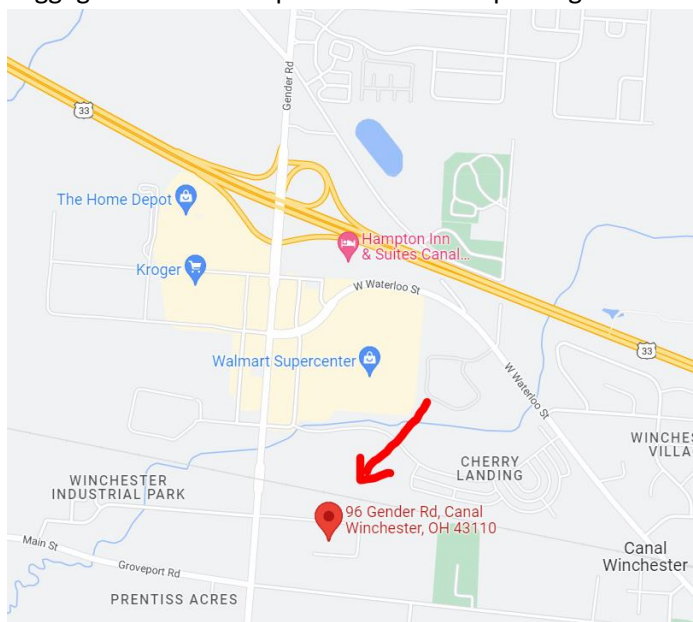 Gender Rd
33
The Home Depot
Kroger
Hampton Inn
& Suites Canal...
W Waterloo St
Walmart Supercenter
33
W Waterloo St
CHERRY
LANDING
WINCHESTER
INDUSTRIAL PARK
96 Gender Rd, Canal
Winchester, OH 43110
Main St
Groveport Rd
Canal
Winchester
PRENTISS ACRES